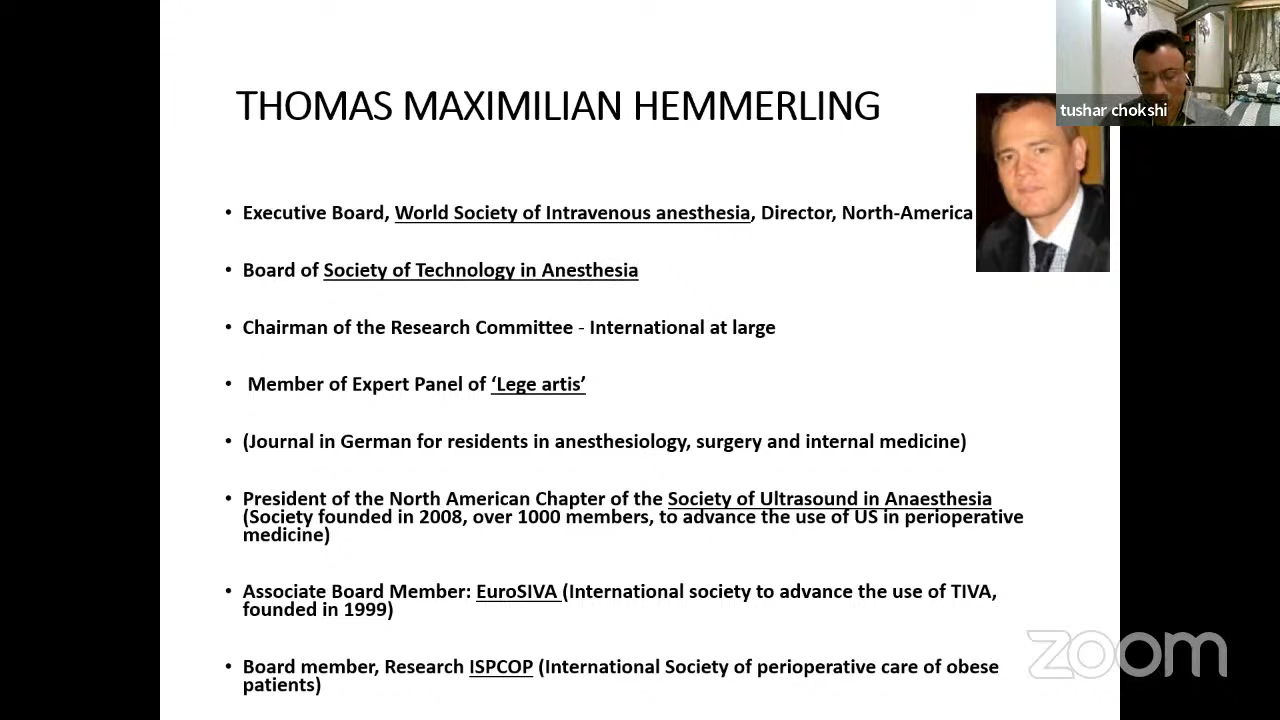 THOMAS MAXIMILIAN HEMMERLING
tushar chokshi
• Executive Board, World Society of Intravenous anesthesia, Director, North-America
• Board of Society of Technology in Anesthesia
• Chairman of the Research Committee - International at large
• Member of Expert Panel of ‘Lege artis’
• (Journal in German for residents in anesthesiology, surgery and internal medicine)
• President of the North American Chapter of the Society of Ultrasound in Anaesthesia
(Society founded in 2008, over 1000 members, to advance the use of US in perioperative
medicine)
• Associate Board Member: EuroSIVA (International society to advance the use of TIVA,
founded in 1999)
• Board member, Research ISPCOP (International Society of perioperative care of obese
patients)
zoom